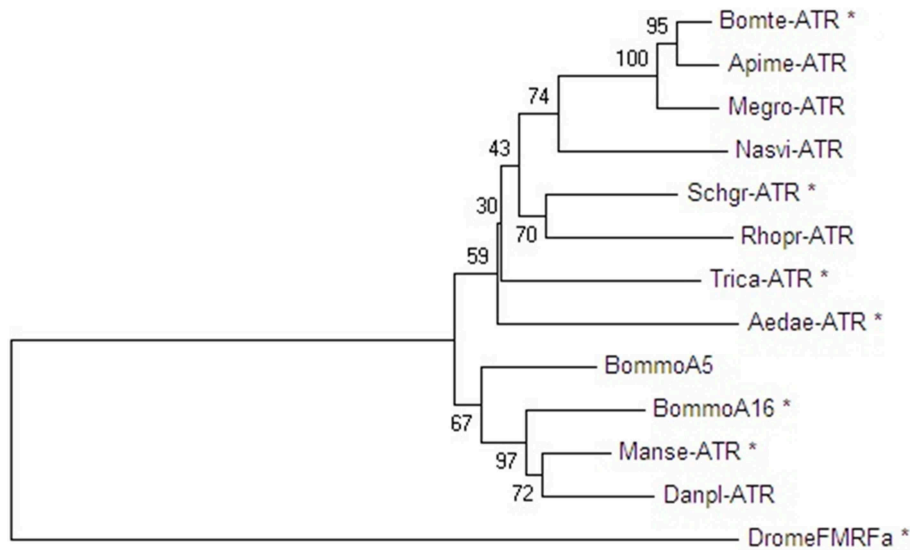 95
Bomte-ATR *
100
Apime-ATR
74
Megro-ATR
43
Nasvi-ATR
Schgr-ATR *
30
70
Rhopr-ATR
59
Trica-ATR *
Aedae-ATR *
BommoA5
67
BommoA16 *
97
Manse-ATR *
72
Danpl-ATR
DromeFMRFa *